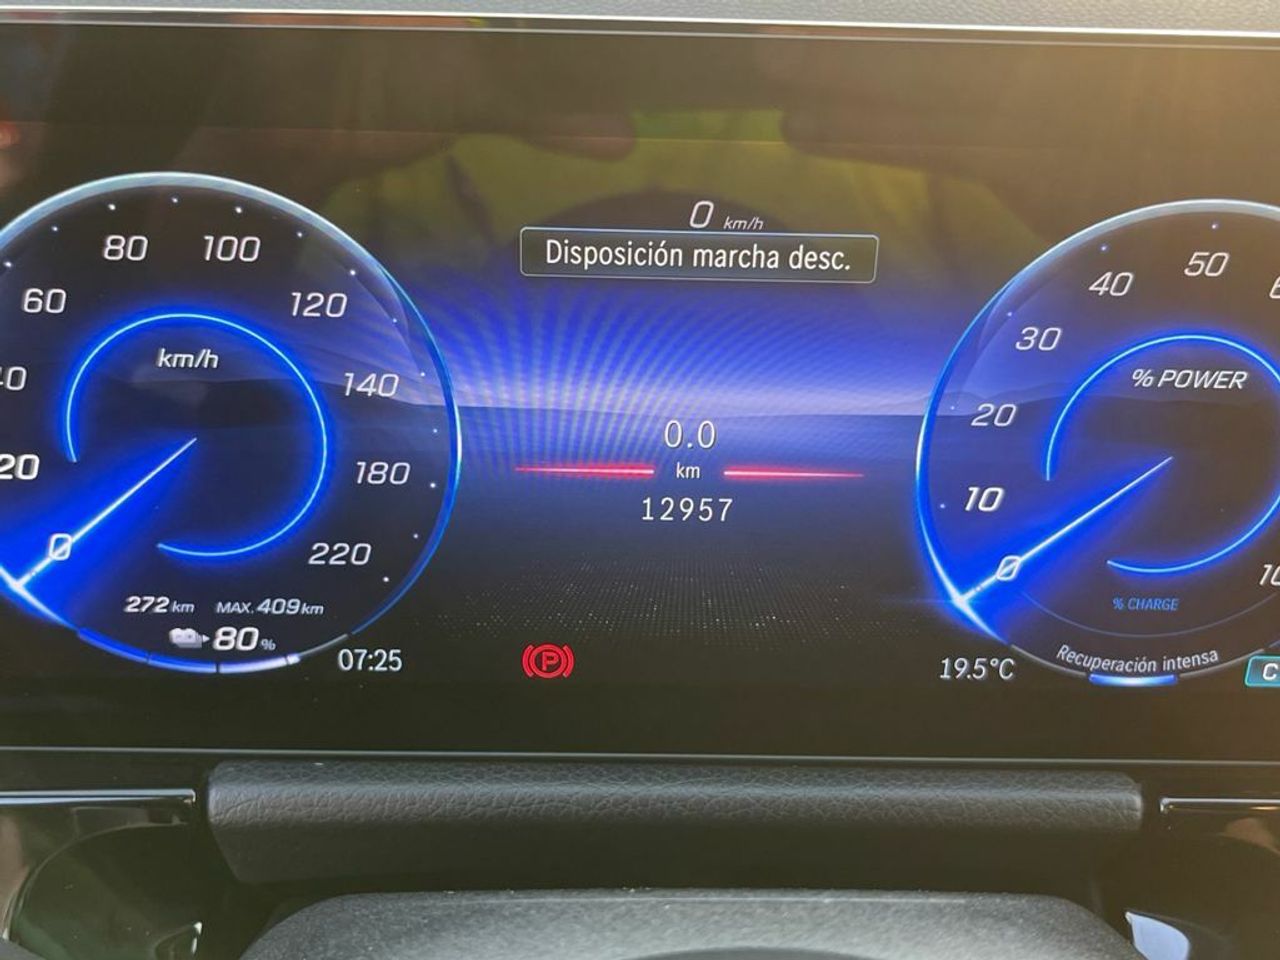 0 km/h
Disposición marcha desc.
80 100
60 120
km/h
140
20 180
0 220
272 km MAX. 409 km
80 %
07:25
0.0
km
12957
P
19.5°C
50
40
30
% POWER
20
10
0
% CHARGE
Recuperación intensa
C